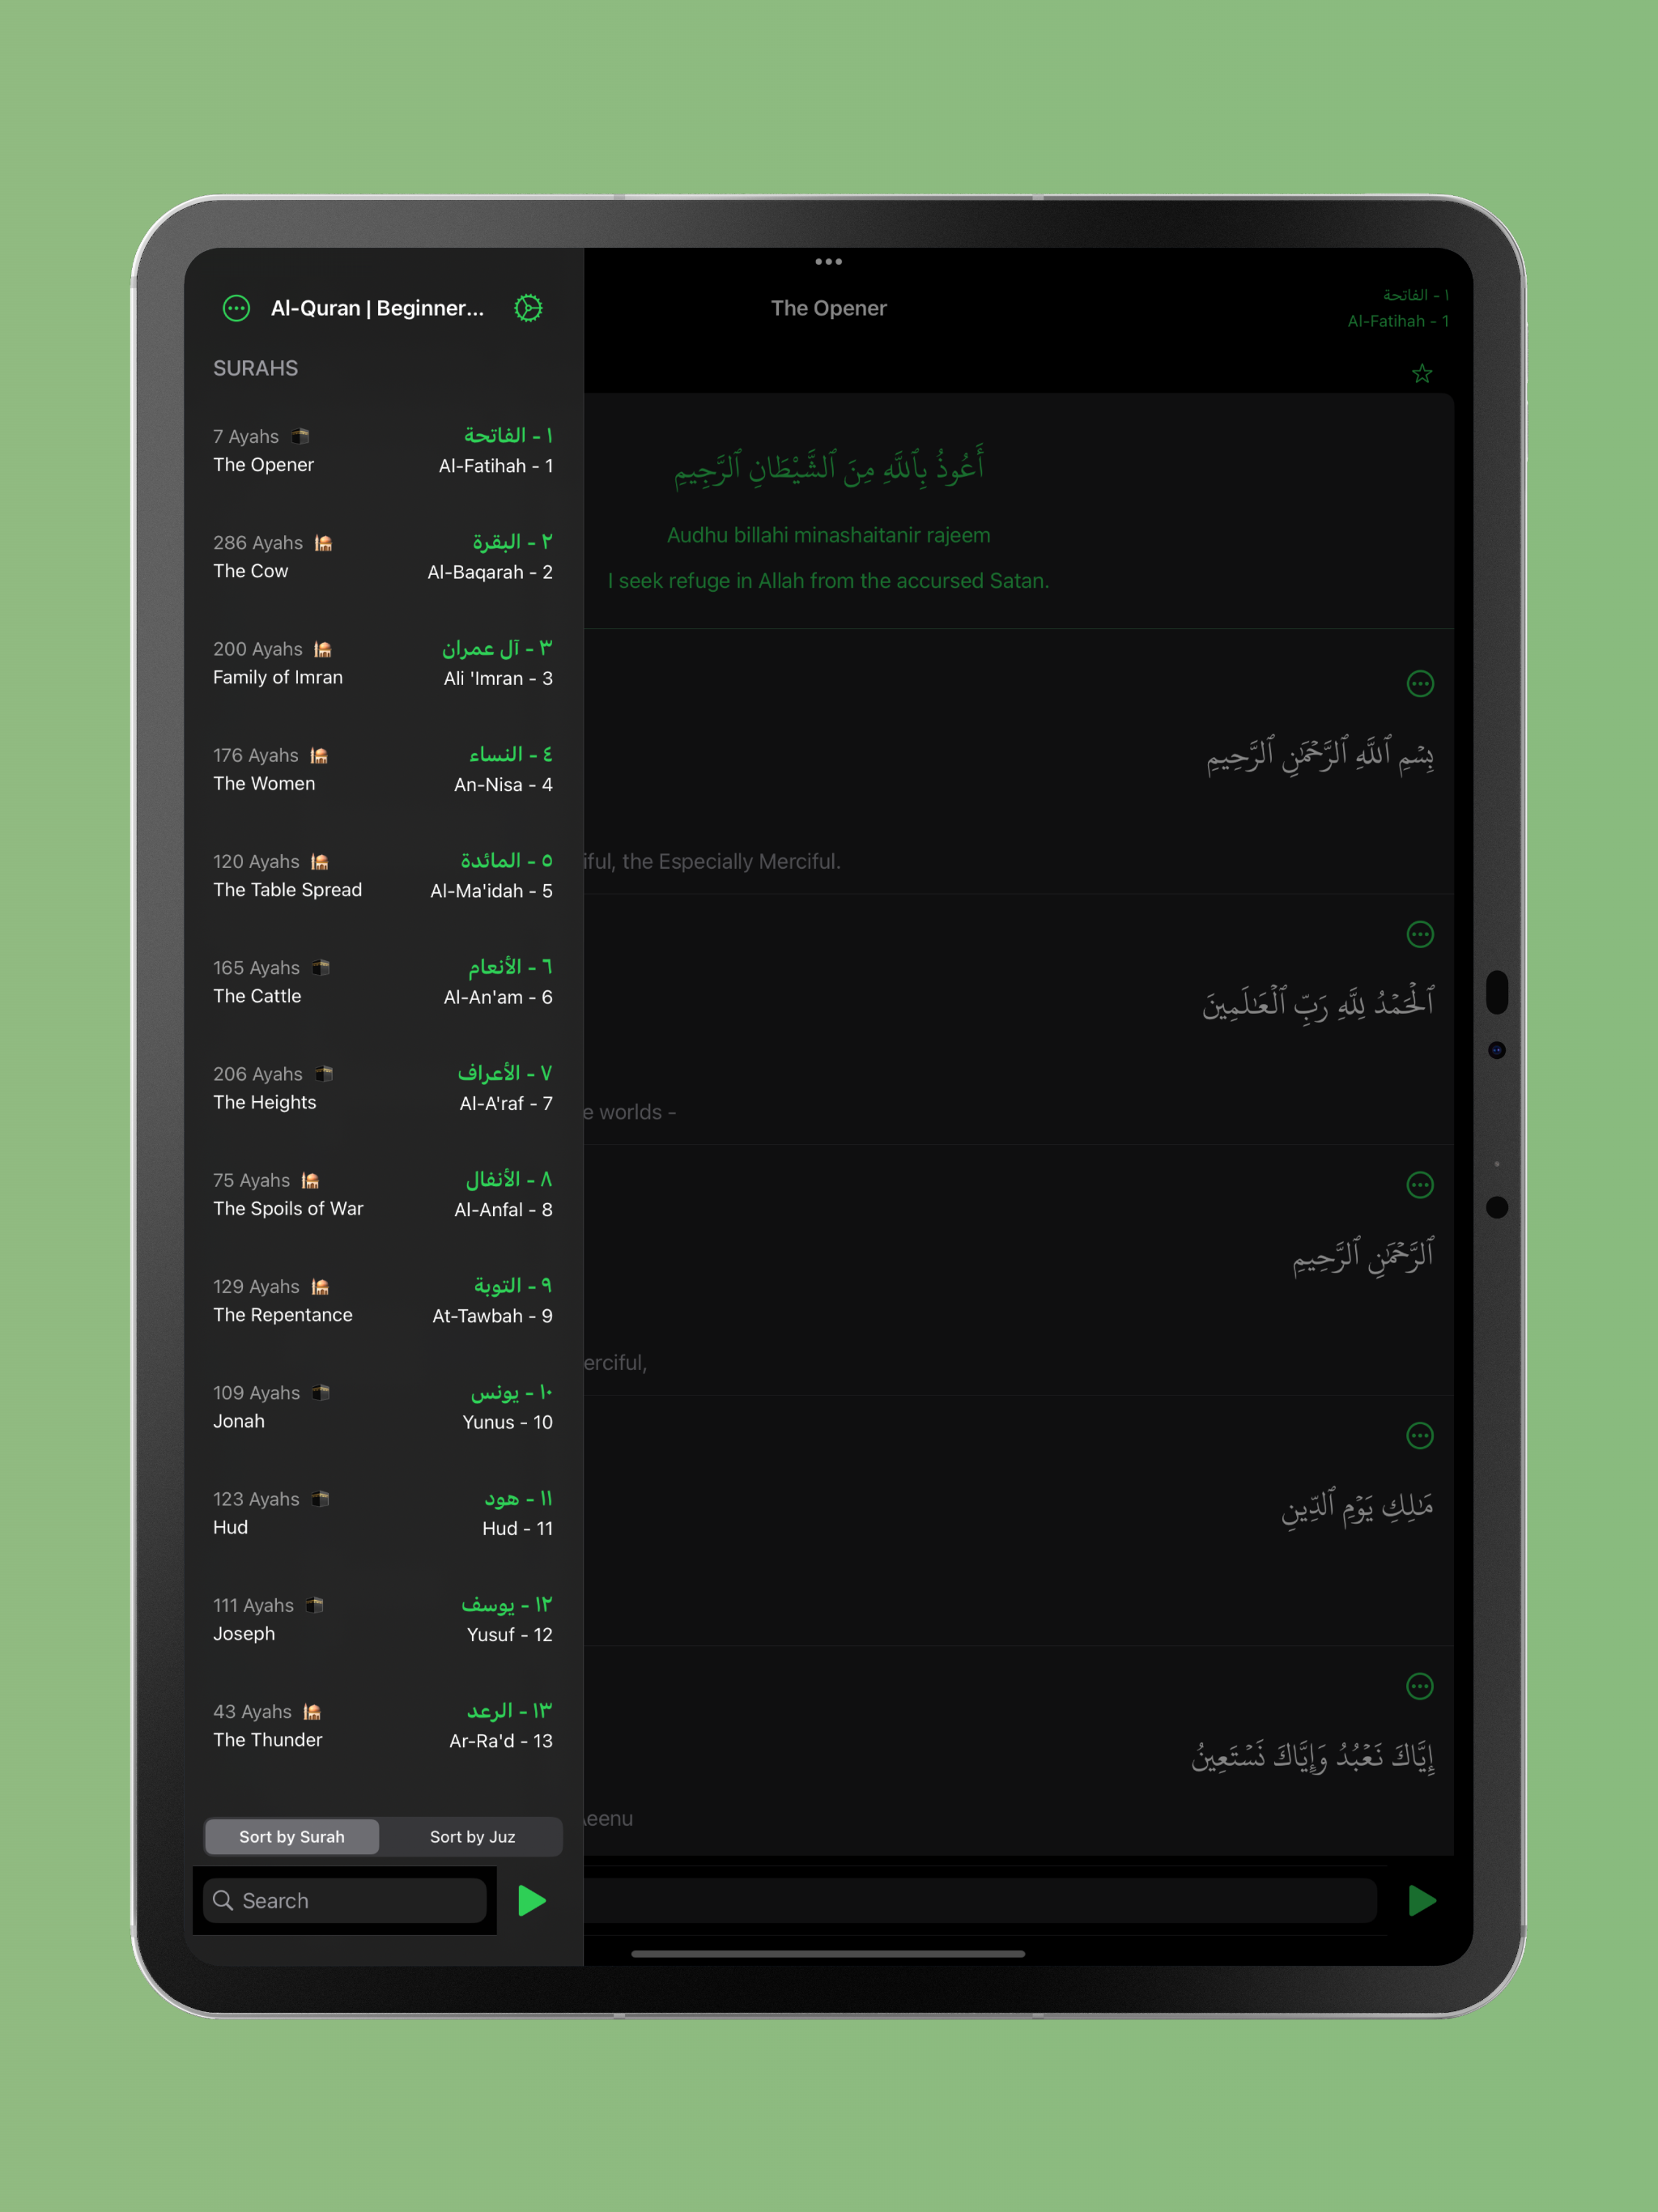 Al-Quran | Beginner...
SURAHS
7 Ayahs
١ - الفاتحة
The Opener
Al-Fatihah - 1
286 Ayahs
٢ - البقرة
The Cow
Al-Baqarah - 2
200 Ayahs
٣ - آل عمران
Family of Imran
Ali 'Imran - 3
176 Ayahs
٤ - النساء
The Women
An-Nisa - 4
120 Ayahs
٥ - المائدة
The Table Spread
Al-Ma'idah - 5
165 Ayahs
٦ - الأنعام
The Cattle
Al-An'am - 6
206 Ayahs
٧ - الأعراف
The Heights
Al-A'raf - 7
75 Ayahs
٨ - الأنفال
The Spoils of War
Al-Anfal - 8
129 Ayahs
٩ - التوبة
The Repentance
At-Tawbah - 9
109 Ayahs
١٠ - يونس
Jonah
Yunus - 10
123 Ayahs
١١ - هود
Hud
Hud - 11
111 Ayahs
١٢ - يوسف
Joseph
Yusuf - 12
43 Ayahs
١٣ - الرعد
The Thunder
Ar-Ra'd - 13
Sort by Surah
Sort by Juz
Search
The Opener
١ - الفاتحة
Al-Fatihah - 1
أَعُوذُ بِٱللَّهِ مِنَ ٱلشَّيْطَانِ ٱلرَّجِيمِ
Audhu billahi minashaitanir rajeem
I seek refuge in Allah from the accursed Satan.
بِسۡمِ ٱللَّهِ ٱلرَّحۡمَٰنِ ٱلرَّحِيمِ
iful, the Especially Merciful.
ٱلۡحَمۡدُ لِلَّهِ رَبِّ ٱلۡعَٰلَمِينَ
e worlds -
ٱلرَّحۡمَٰنِ ٱلرَّحِيمِ
erciful,
مَٰلِكِ يَوۡمِ ٱلدِّينِ
إِيَّاكَ نَعۡبُدُ وَإِيَّاكَ نَسۡتَعِينُ
eenu